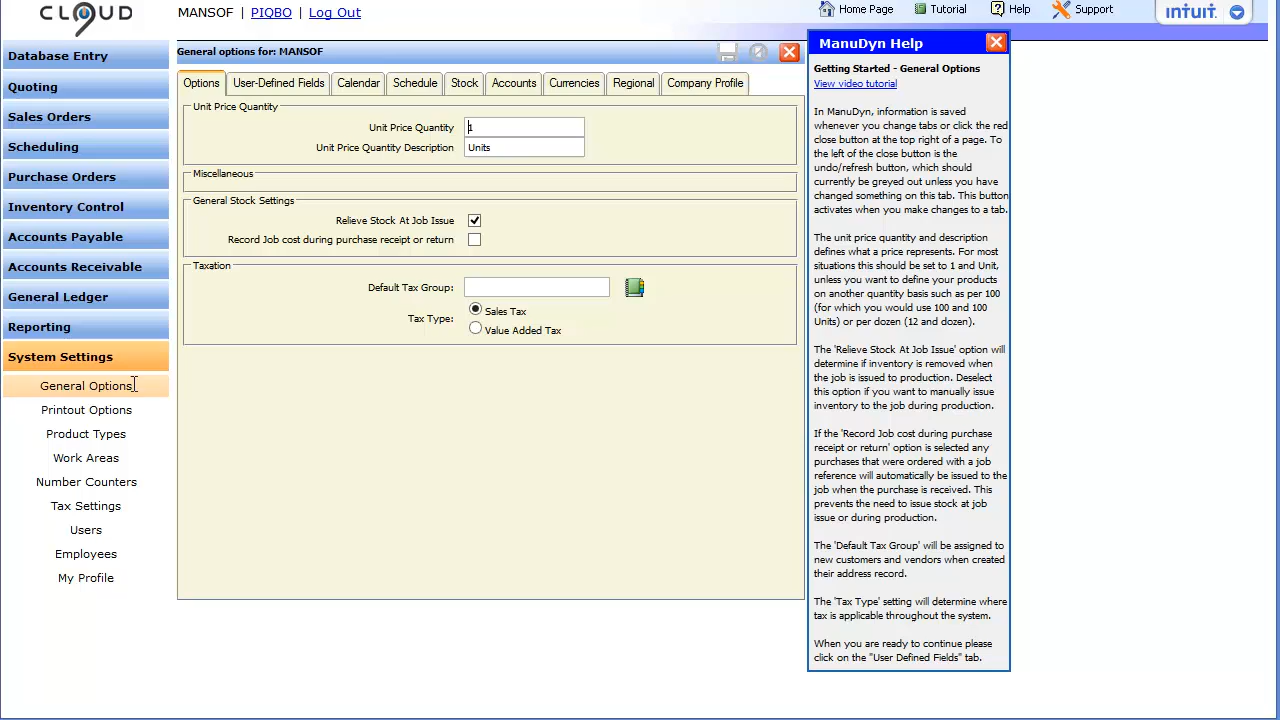 CLOUD
MANSOF / PIQBO / Log Out
Home Page Tutorial Help Support
intuit.
Database Entry
Quoting
Sales Orders
Scheduling
Purchase Orders
Inventory Control
Accounts Payable
Accounts Receivable
General Ledger
Reporting
System Settings
General Options
Printout Options
Product Types
Work Areas
Number Counters
Tax Settings
Users
Employees
My Profile
General options for: MANSOF
Options User-Defined Fields Calendar Schedule Stock Accounts Currencies Regional Company Profile
Unit Price Quantity
Unit Price Quantity 1
Unit Price Quantity Description Units
Miscellaneous
General Stock Settings
Relieve Stock At Job Issue
Record Job cost during purchase receipt or return
Taxation
Default Tax Group:
Tax Type: Sales Tax
Value Added Tax
ManuDyn Help
Getting Started - General Options
View video tutorial
In ManuDyn, information is saved
whenever you change tabs or click the red
close button at the top right of a page. To
the left of the close button is the
undo/refresh button, which should
currently be greyed out unless you have
changed something on this tab. This button
activates when you make changes to a tab.
The unit price quantity and description
defines what a price represents. For most
situations this should be set to 1 and Unit,
unless you want to define your products
on another quantity basis such as per 100
(for which you would use 100 and 100
Units) or per dozen (12 and dozen).
The 'Relieve Stock At Job Issue' option will
determine if inventory is removed when
the job is issued to production. Deselect
this option if you want to manually issue
inventory to the job during production.
If the 'Record Job cost during purchase
receipt or return' option is selected any
purchases that were ordered with a job
reference will automatically be issued to the
job when the purchase is received. This
prevents the need to issue stock at job
issue or during production.
The 'Default Tax Group' will be assigned to
new customers and vendors when created
their address record.
The 'Tax Type' setting will determine where
tax is applicable throughout the system.
When you are ready to continue please
click on the "User Defined Fields" tab.